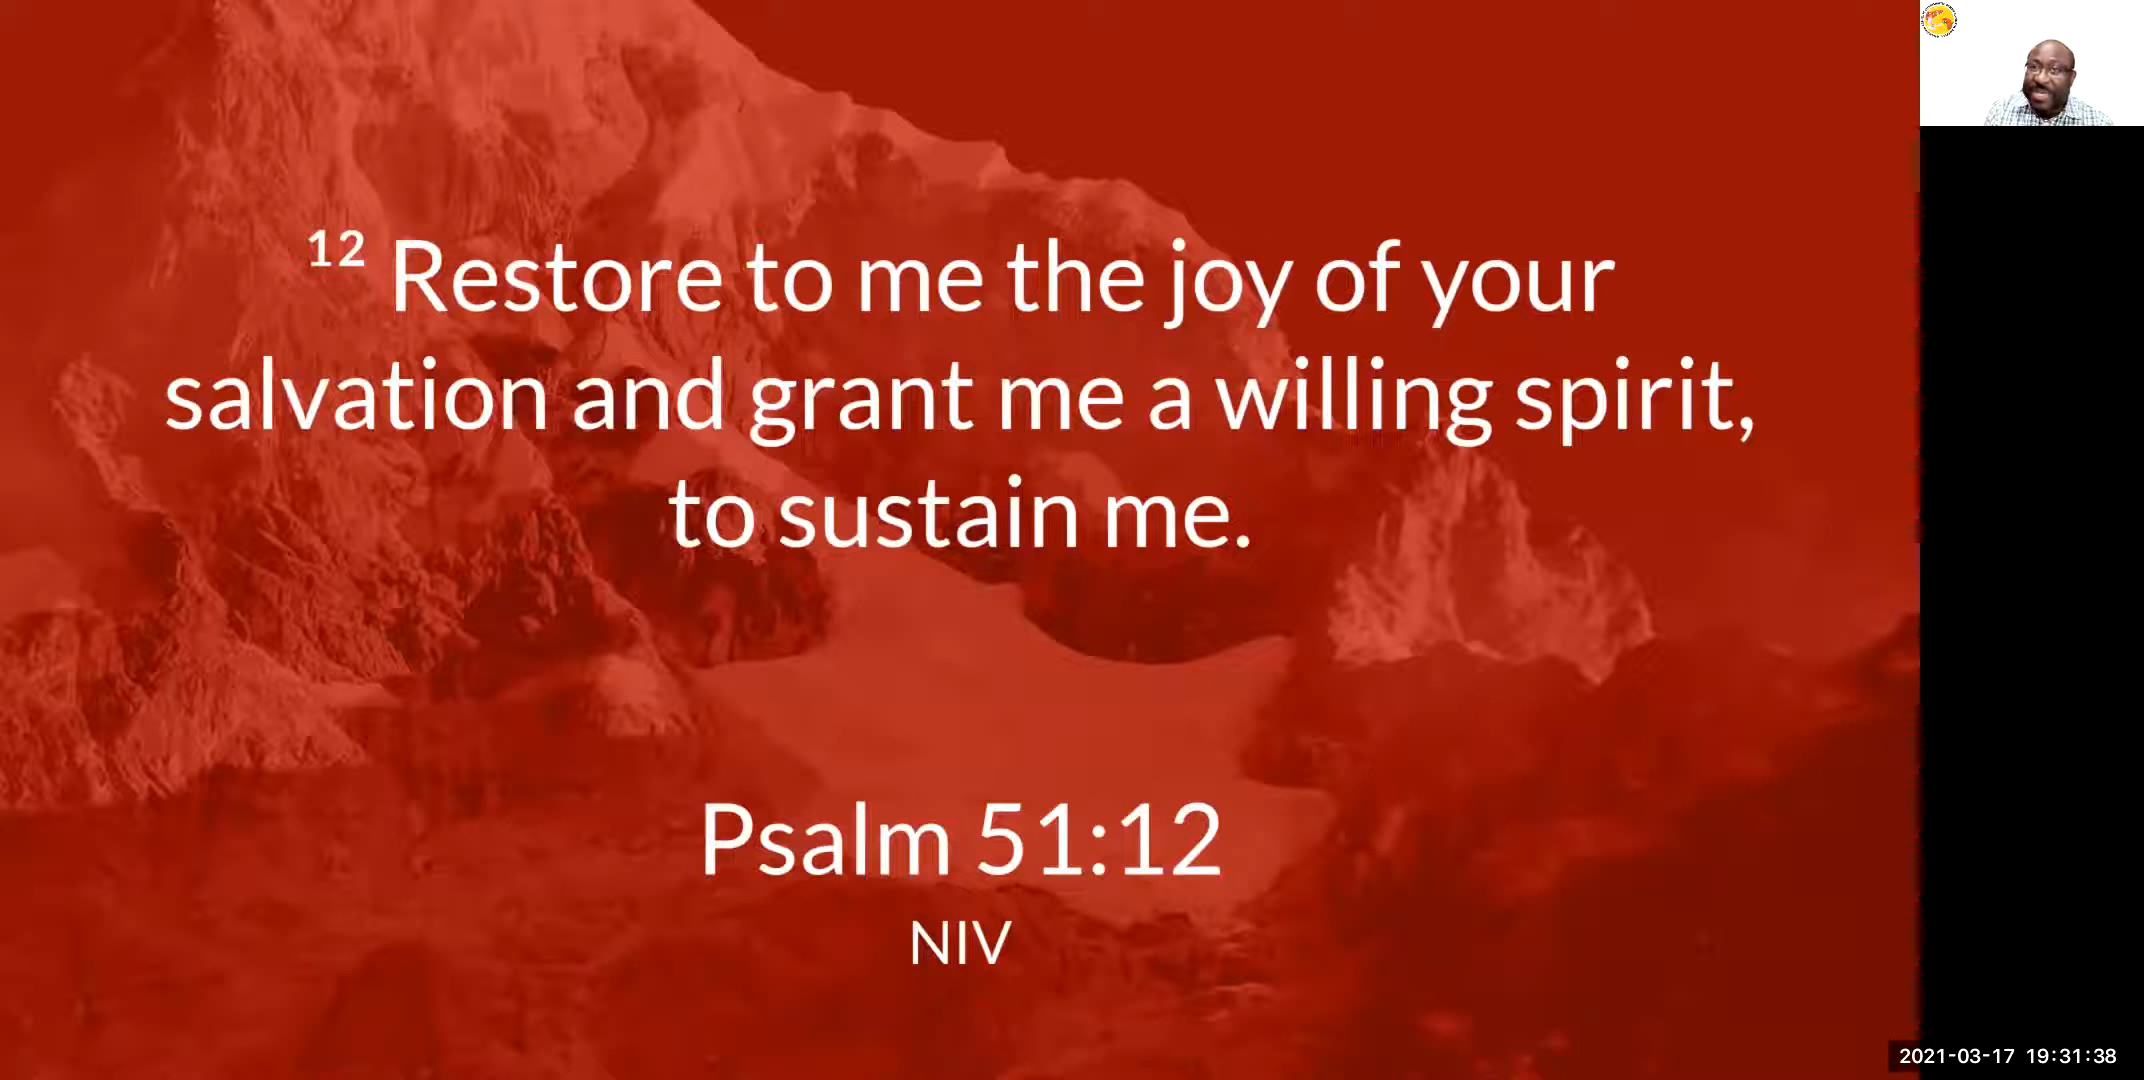 ¹² Restore to me the joy of your
salvation and grant me a willing spirit,
to sustain me.
Psalm 51:12
NIV
2021-03-17 19:31:38